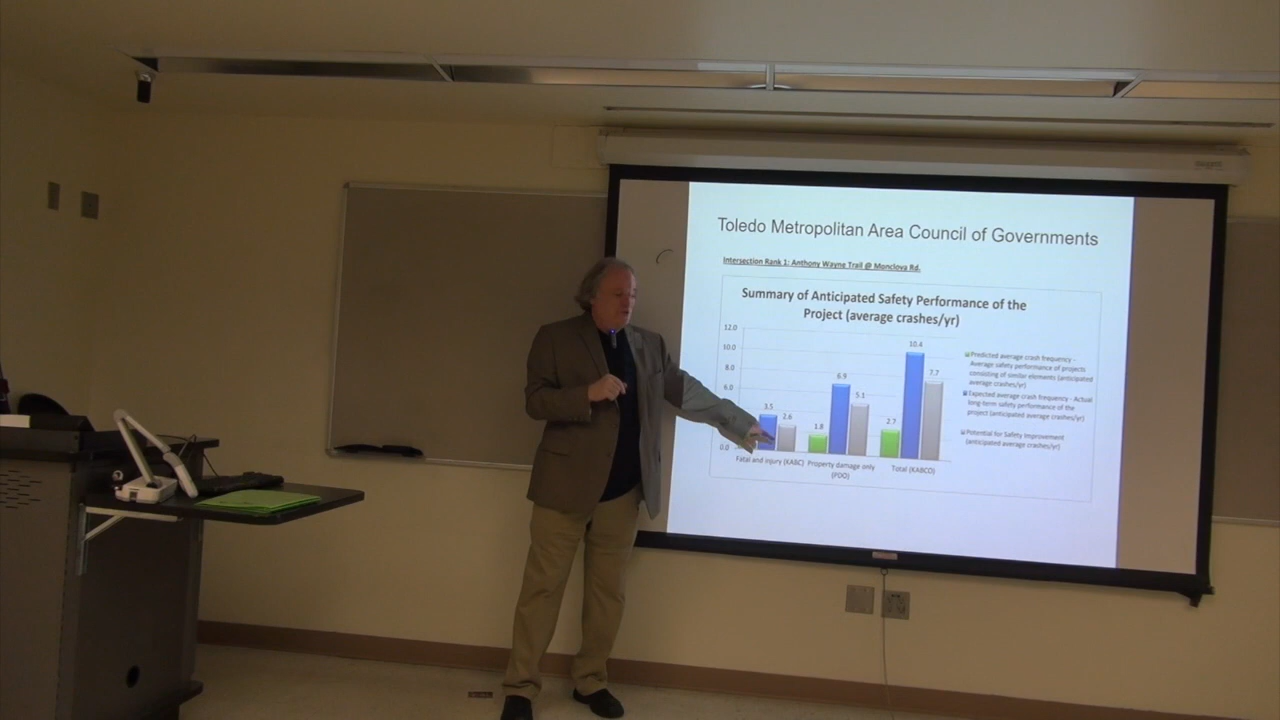 Toledo Metropolitan Area Council of Governments
Intersection Rank 1: Anthony Wayne Trail @ Monclova Rd.
Summary of Anticipated Safety Performance of the
Project (average crashes/yr)
12.0
10.0
8.0
6.0
0.0
3.5
2.6
1.8
6.9
5.1
2.7
10.4
7.7
Fatal and injury (KABC)
Property damage only
(PDO)
Total (KABCO)
Predicted average crash frequency -
Average safety performance of projects
consisting of similar elements (anticipated
average crashes/yr)
Expected average crash frequency - Actual
long-term safety performance of the
project (anticipated average crashes/yr)
Potential for Safety Improvement
(anticipated average crashes/yr)